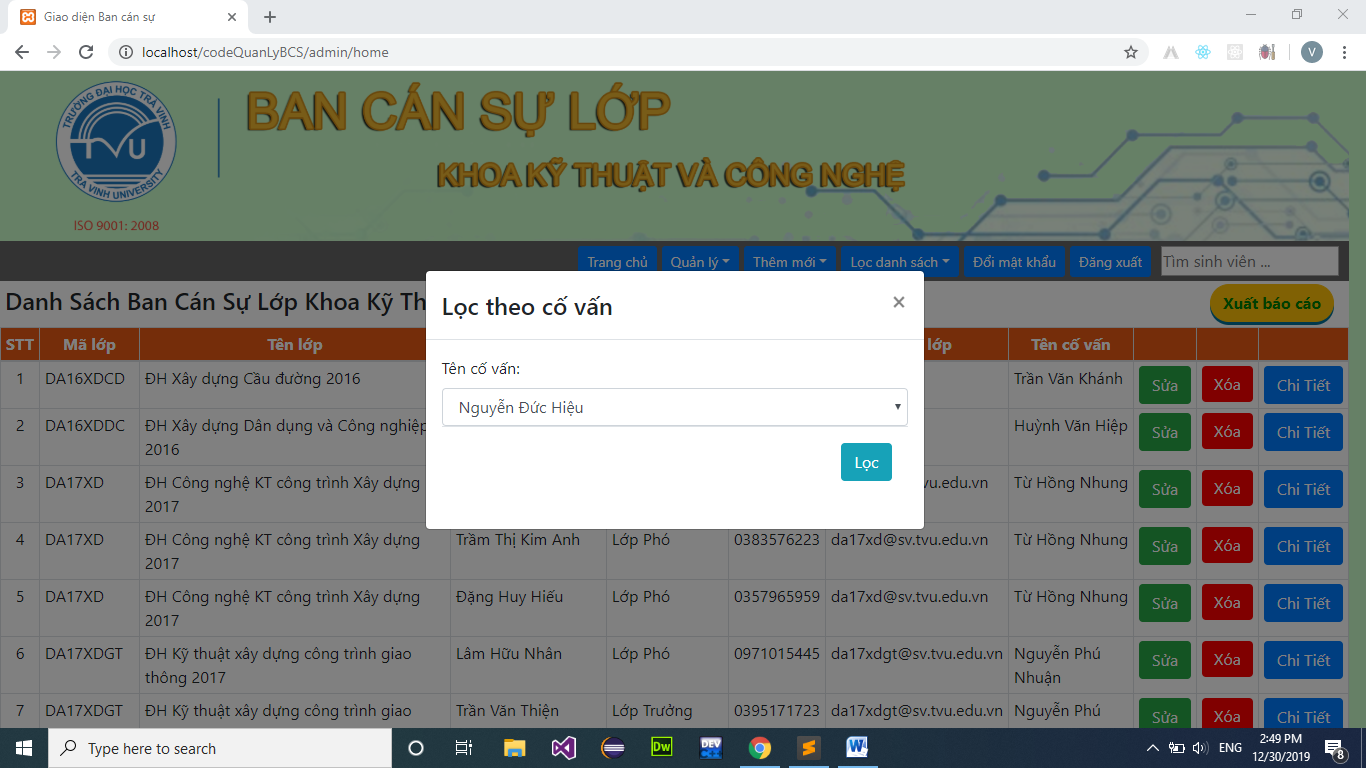 Giao diện Ban cán sự
localhost/codeQuanLyBCS/admin/home
V
TRƯỜNG ĐẠI HỌC TRÀ VINH
TVU
TRA VINH UNIVERSITY
ISO 9001: 2008
BAN CÁN SỰ LỚP
KHOA KỸ THUẬT VÀ CÔNG NGHỆ
Trang chủ Quản lý Thêm mới Lọc danh sách Đổi mật khẩu Đăng xuất Tìm sinh viên ...
Danh Sách Ban Cán Sự Lớp Khoa Kỹ Th
Xuất báo cáo
Lọc theo cố vấn ×
Tên cố vấn:
Nguyễn Đức Hiệu
Lọc
STT Mã lớp Tên lớp lớp Tên cố vấn
1 DA16XDCD ĐH Xây dựng Cầu đường 2016 Trần Văn Khánh Sửa Xóa Chi Tiết
2 DA16XDDC ĐH Xây dựng Dân dụng và Công nghiệp Huỳnh Văn Hiệp Sửa Xóa Chi Tiết
2016
3 DA17XD ĐH Công nghệ KT công trình Xây dựng vu.edu.vn Từ Hồng Nhung Sửa Xóa Chi Tiết
2017
4 DA17XD ĐH Công nghệ KT công trình Xây dựng Trầm Thị Kim Anh Lớp Phó 0383576223 da17xd@sv.tvu.edu.vn Từ Hồng Nhung Sửa Xóa Chi Tiết
2017
5 DA17XD ĐH Công nghệ KT công trình Xây dựng Đặng Huy Hiếu Lớp Phó 0357965959 da17xd@sv.tvu.edu.vn Từ Hồng Nhung Sửa Xóa Chi Tiết
2017
6 DA17XDGT ĐH Kỹ thuật xây dựng công trình giao Lâm Hữu Nhân Lớp Phó 0971015445 da17xdgt@sv.tvu.edu.vn Nguyễn Phú Sửa Xóa Chi Tiết
thông 2017 Nhuận
7 DA17XDGT ĐH Kỹ thuật xây dựng công trình giao Trần Văn Thiện Lớp Trưởng 0395171723 da17xdgt@sv.tvu.edu.vn Nguyễn Phú Sửa Xóa Chi Tiết
Type here to search
Dw
DEV
W
ENG
2:49 PM
12/30/2019
8